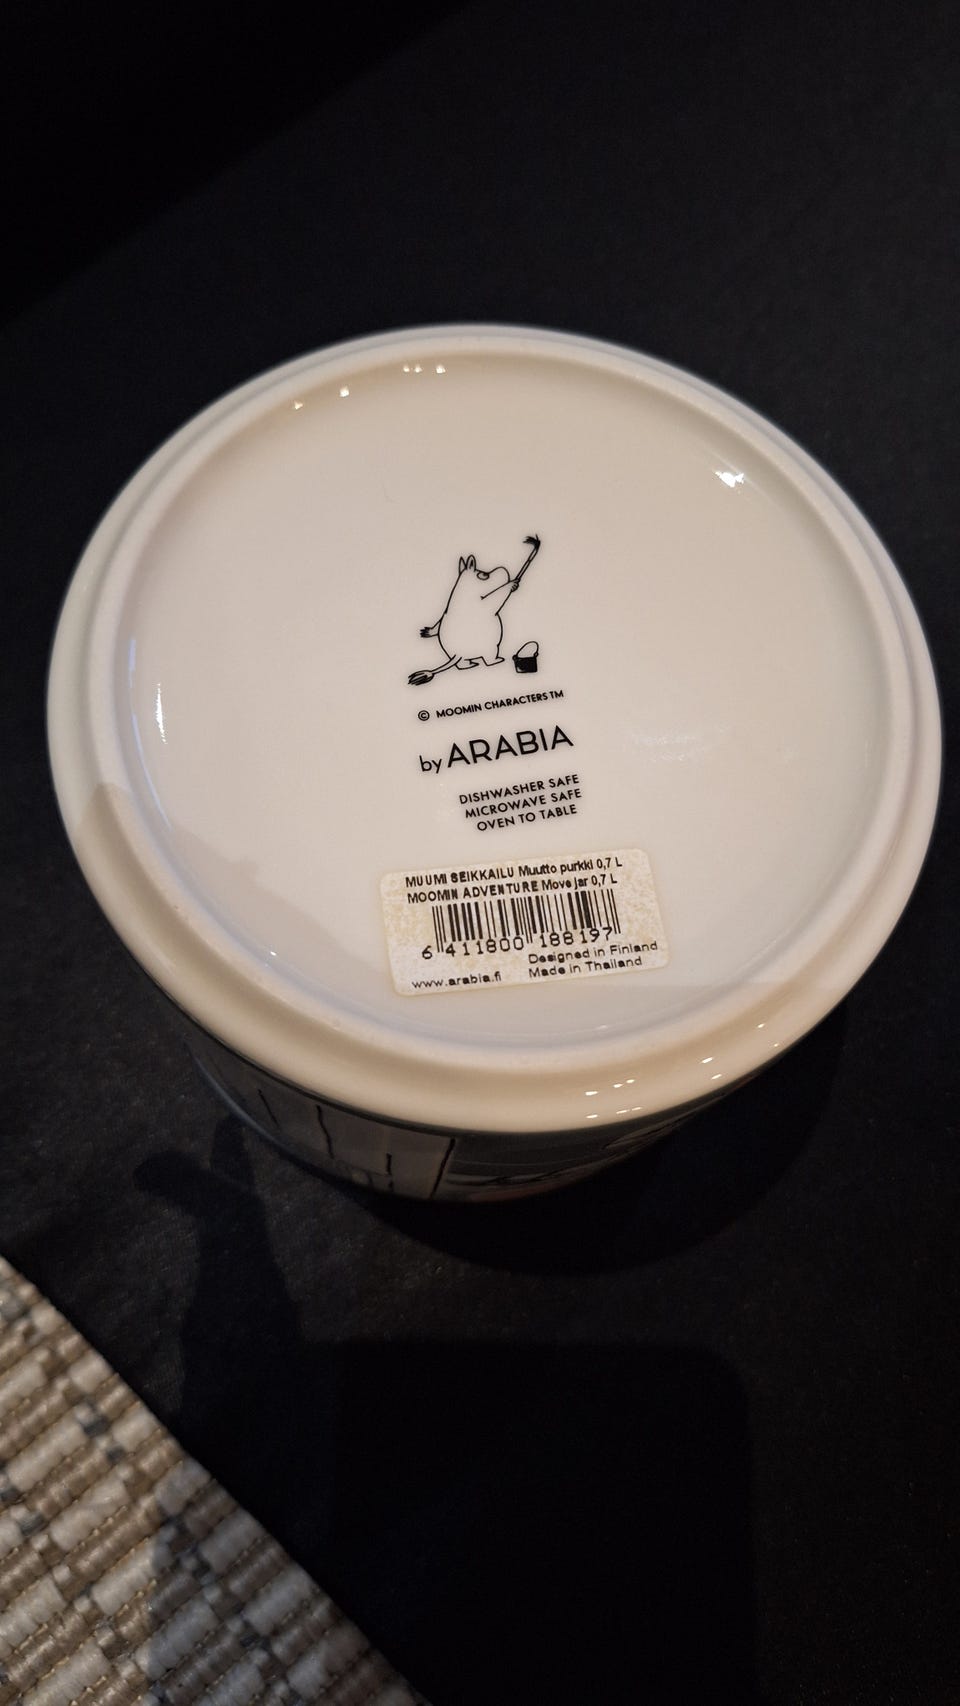 © MOOMIN CHARACTERS™
by ARABIA
DISHWASHER SAFE
MICROWAVE SAFE
OVEN TO TABLE
MUUMI SEIKKAILU Muutto purkki 0,7 L
MOOMIN ADVENTURE Move jar 0,7 L
6 411800 188197
Designed in Finland
www.arabia.fi Made in Thailand